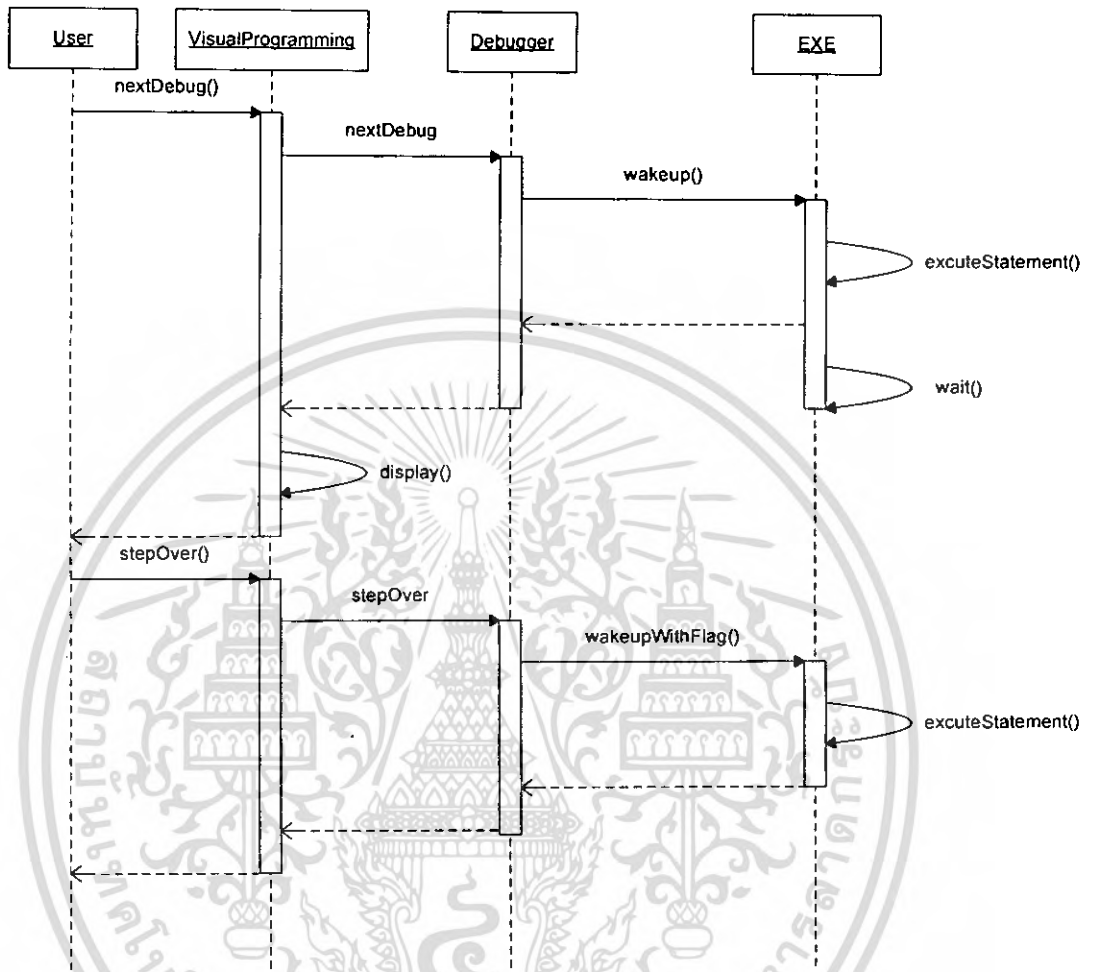 User
VisualProgramming
Debugger
EXE
nextDebug()
nextDebug
wakeup()
excuteStatement()
wait()
display()
stepOver()
stepOver
wakeupWithFlag()
excuteStatement()